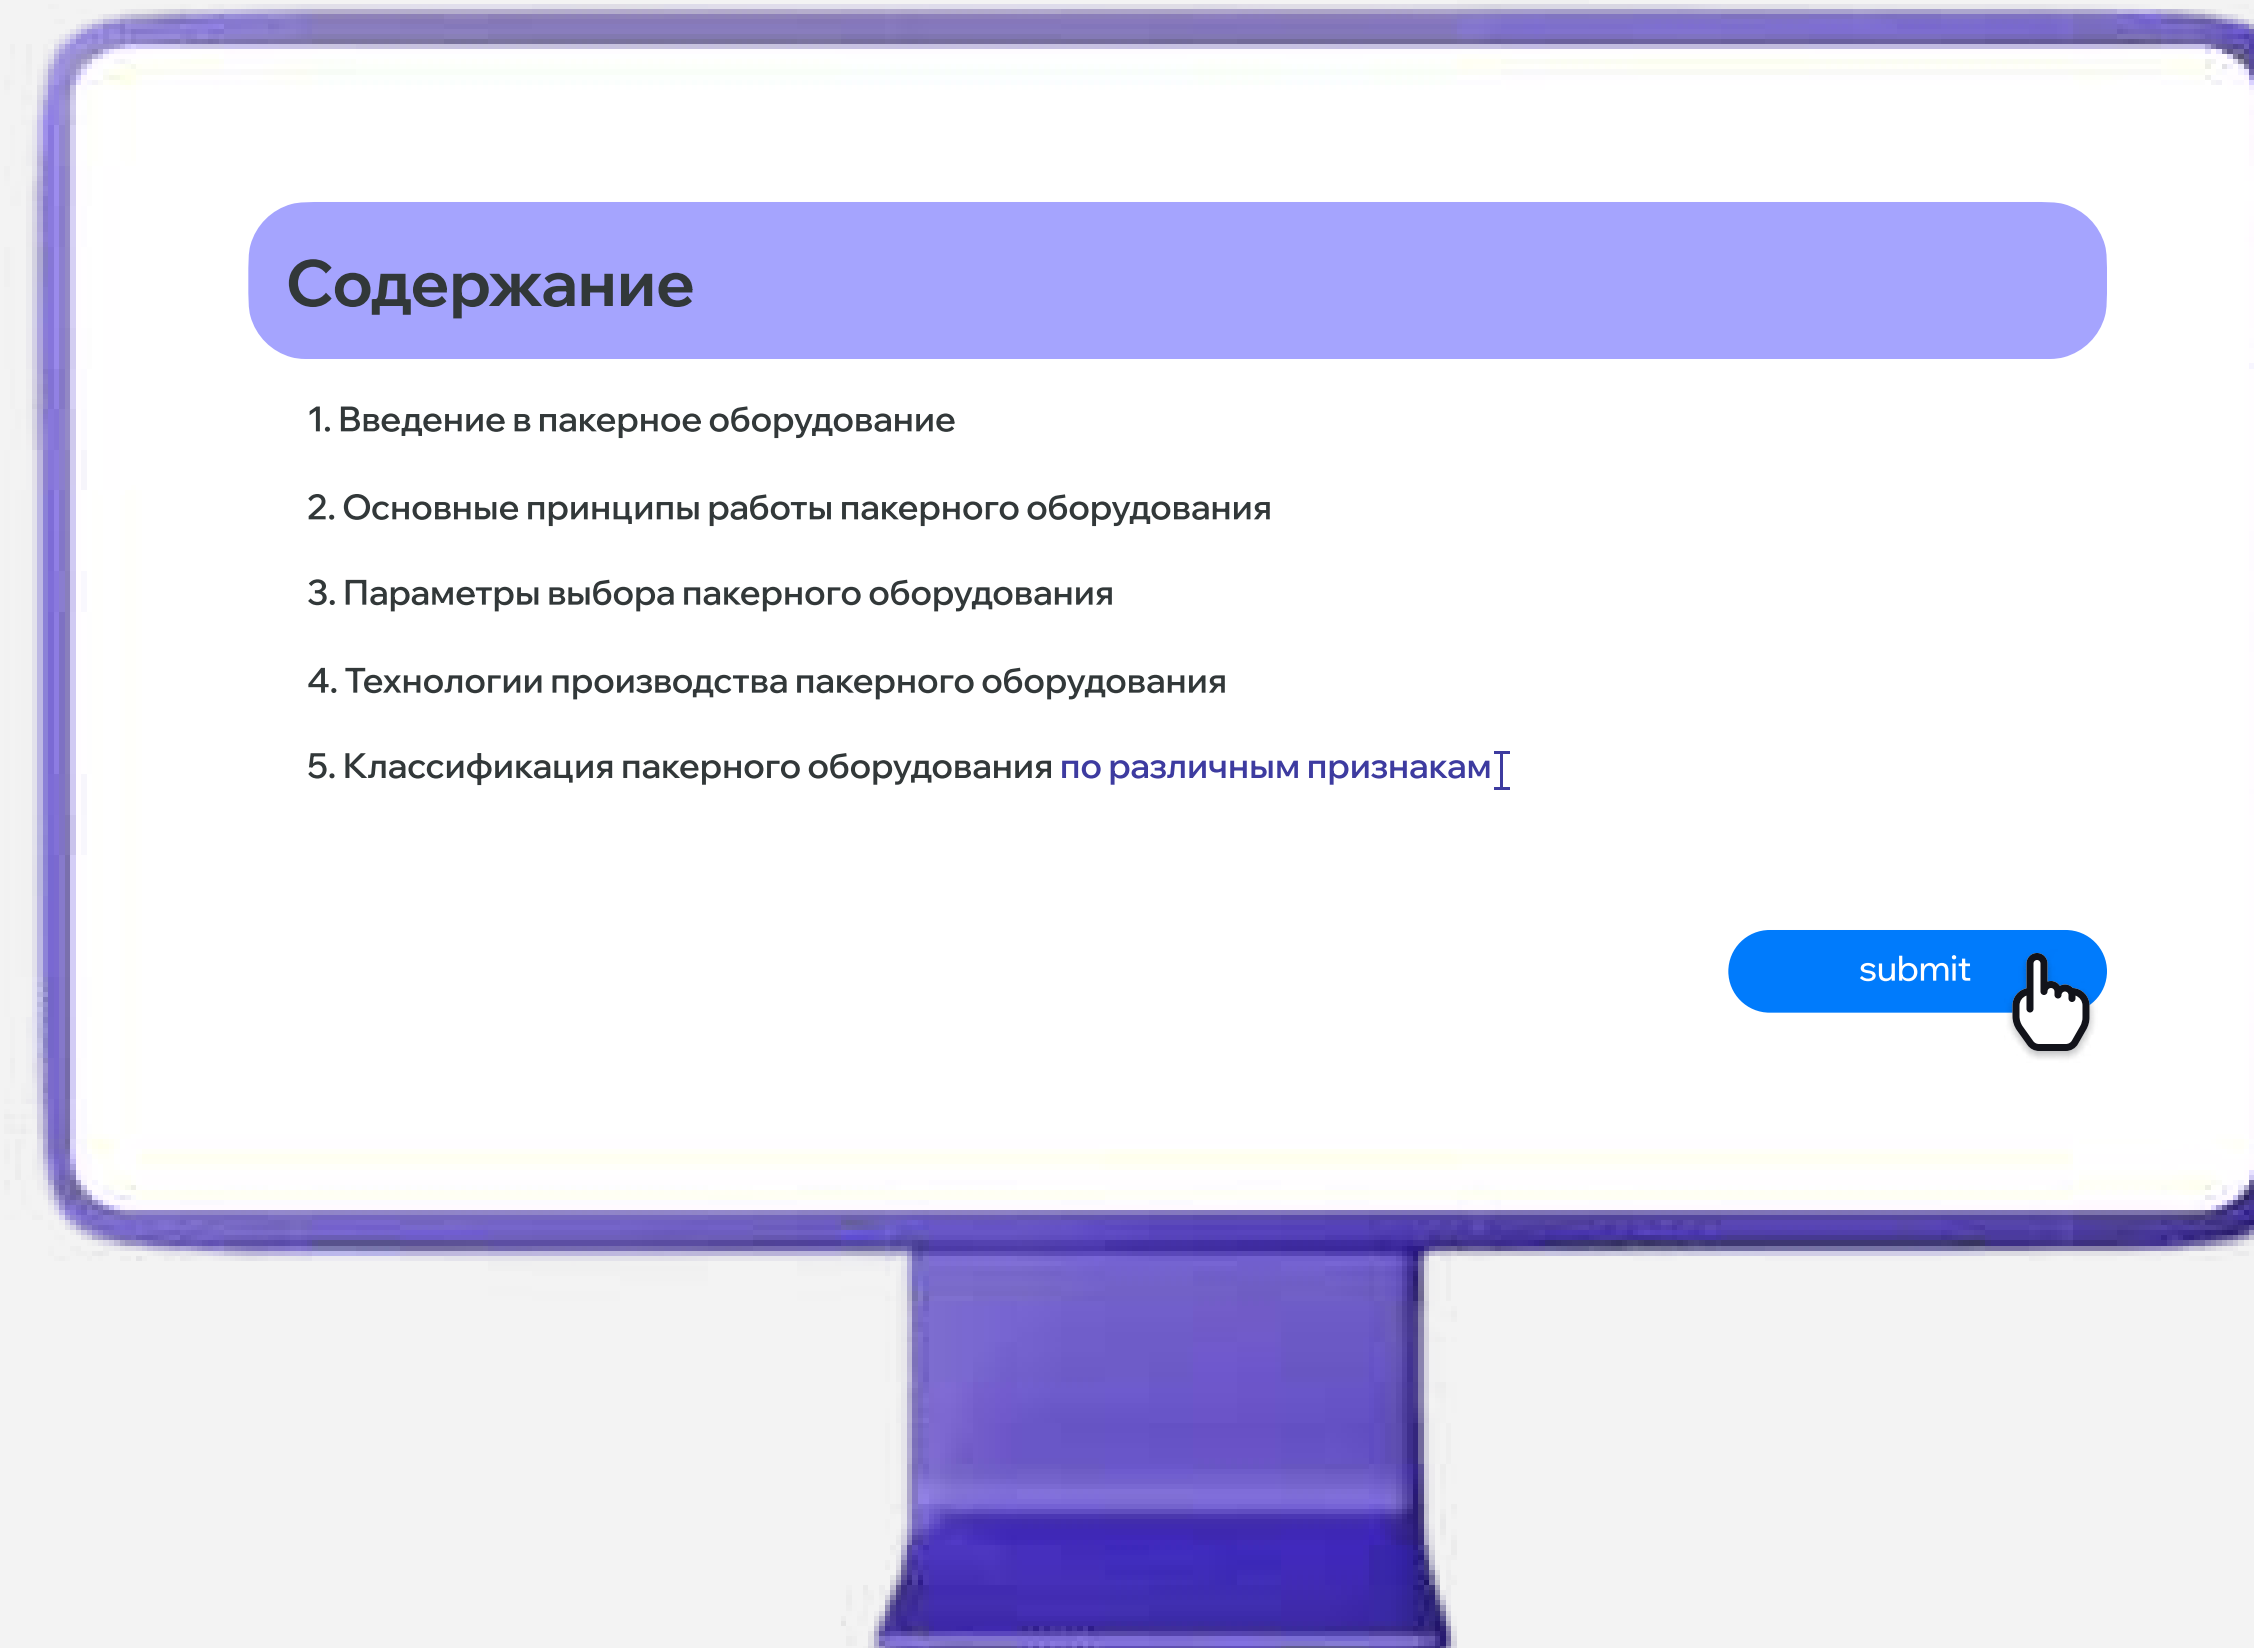 Содержание
1. Введение в пакерное оборудование
2. Основные принципы работы пакерного оборудования
3. Параметры выбора пакерного оборудования
4. Технологии производства пакерного оборудования
5. Классификация пакерного оборудования по различным признакам
submit